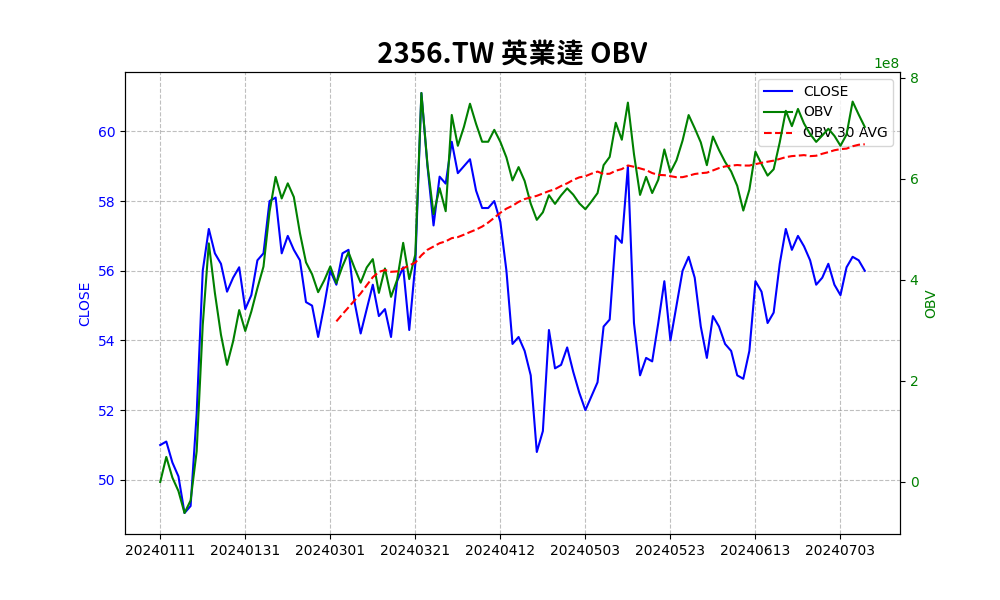 2356.TW 英業達 OBV
1e8
8
6
4
2
0
OBV
60
58
56
54
52
50
CLOSE
CLOSE
OBV
OBV 30 AVG
20240111 20240131 20240301 20240321 20240412 20240503 20240523 20240613 20240703